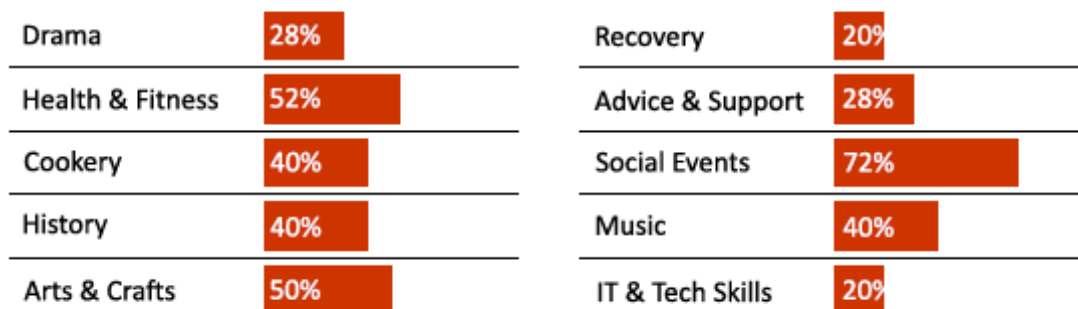 Drama 28%
Health & Fitness 52%
Cookery 40%
History 40%
Arts & Crafts 50%
Recovery 20%
Advice & Support 28%
Social Events 72%
Music 40%
IT & Tech Skills 20%